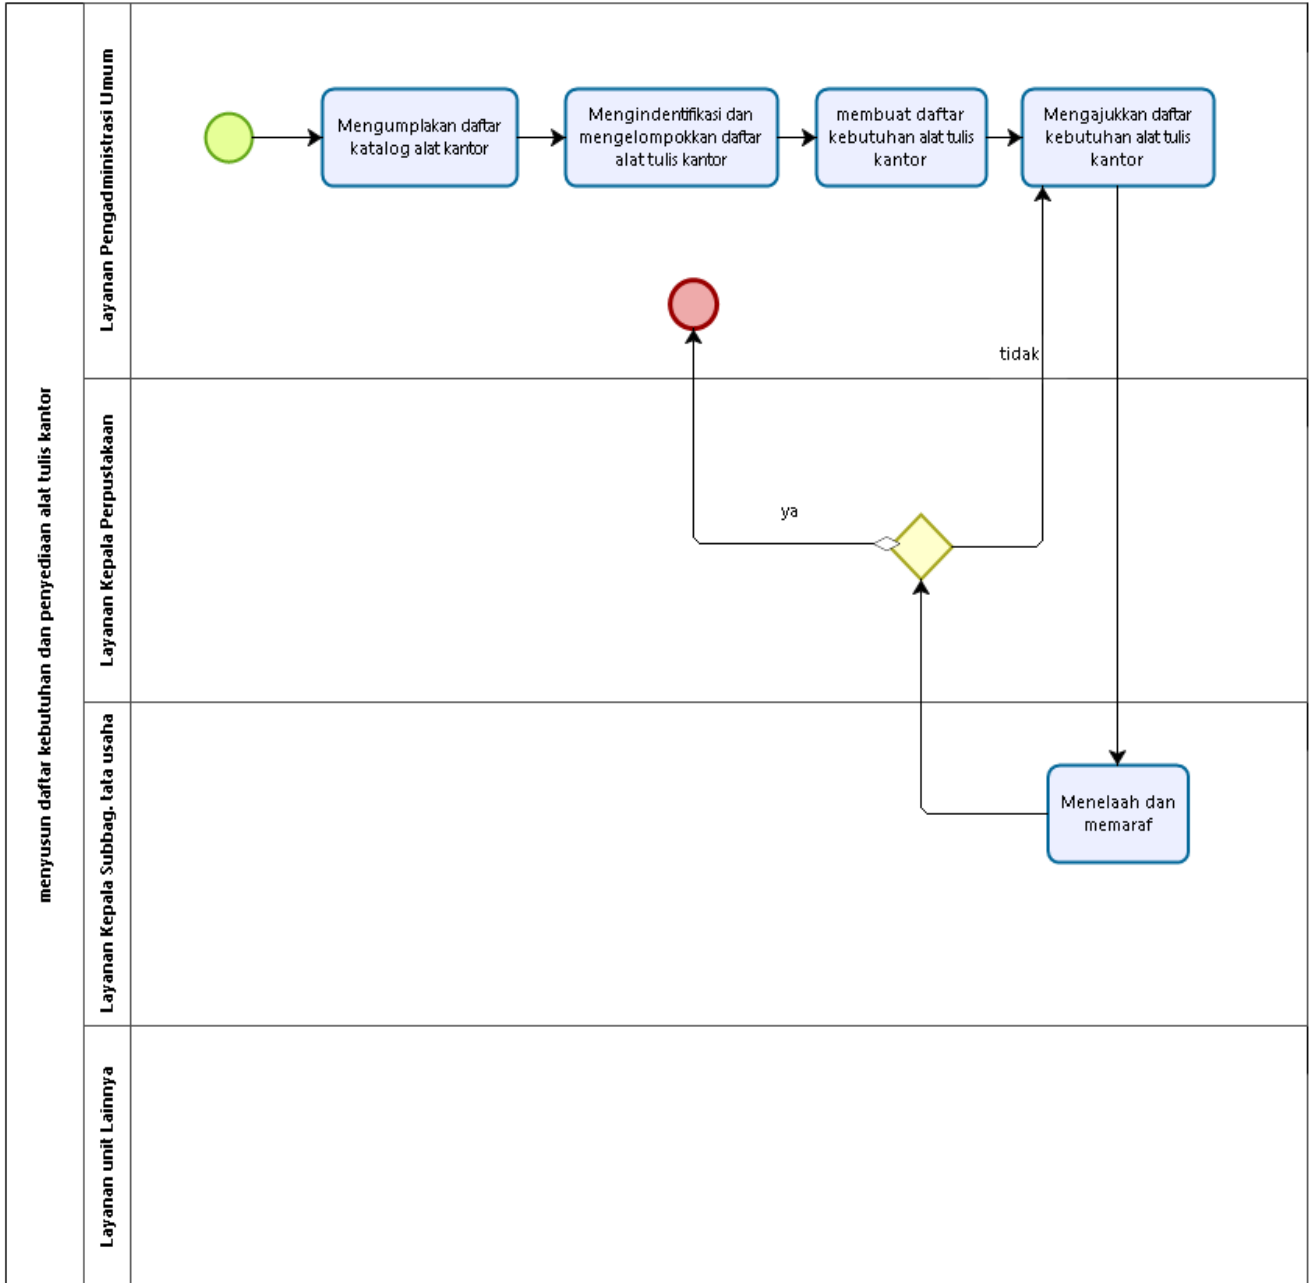 menyusun daftar kebutuhan dan penyediaan alat tulis kantor
Layanan Pengadministrasi Umum
Mengumplakan daftar
katalog alat kantor
Mengindentifikasi dan
mengelompokkan daftar
alat tulis kantor
membuat daftar
kebutuhan alat tulis
kantor
Mengajukkan daftar
kebutuhan alat tulis
kantor
tidak
Layanan Kepala Perpustakaan
ya
Layanan Kepala Subbag. tata usaha
Menelaah dan
memaraf
Layanan unit Lainnya